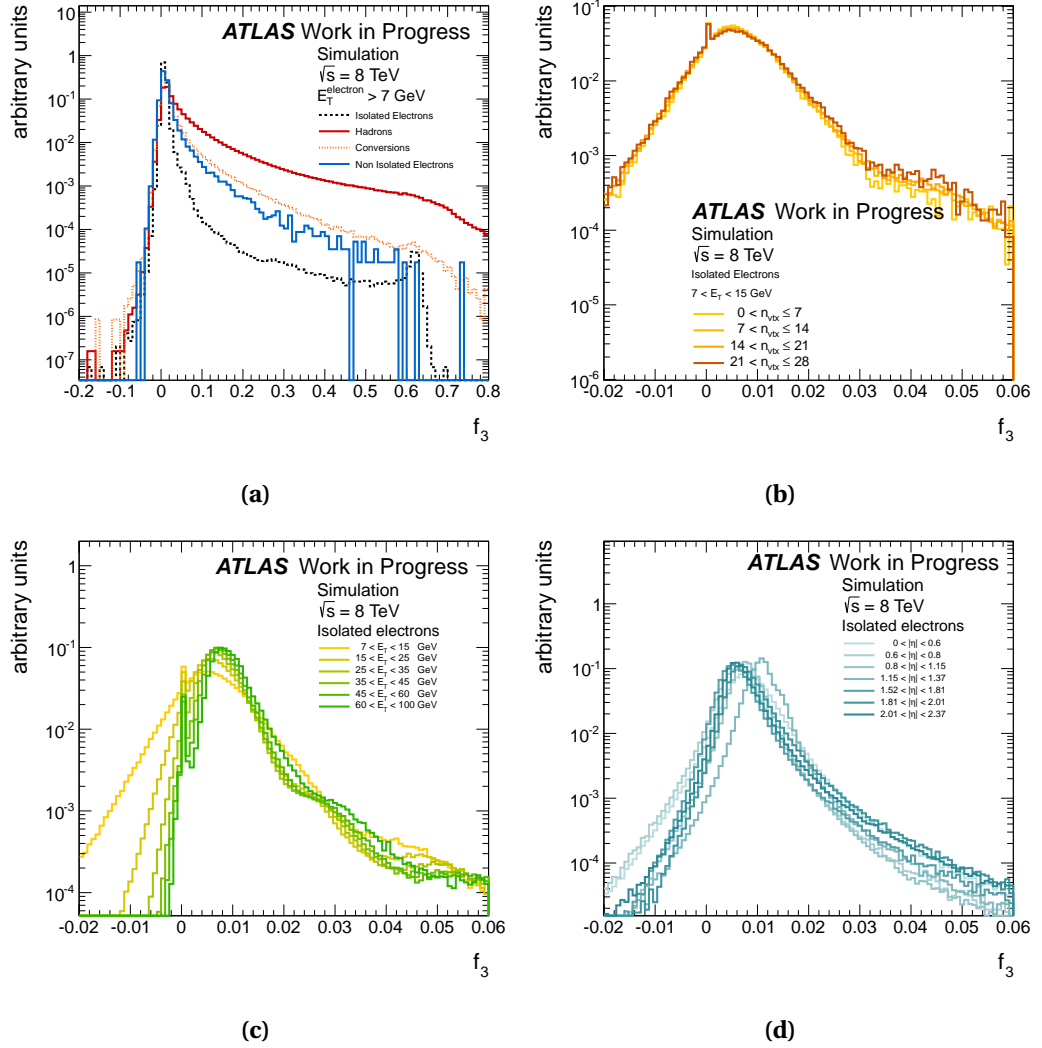 arbitrary units
ATLAS Work in Progress
Simulation
√s = 8 TeV
E_T^electron > 7 GeV
Isolated Electrons
Hadrons
Conversions
Non Isolated Electrons
1
10^-1
10^-2
10^-3
10^-4
10^-5
10^-6
10^-7
-0.2 -0.1 0 0.1 0.2 0.3 0.4 0.5 0.6 0.7 0.8
f_3
(a)
arbitrary units
10^-1
10^-2
10^-3
10^-4
10^-5
10^-6
ATLAS Work in Progress
Simulation
√s = 8 TeV
Isolated Electrons
7 < E_T < 15 GeV
0 < n_vtx ≤ 7
7 < n_vtx ≤ 14
14 < n_vtx ≤ 21
21 < n_vtx ≤ 28
-0.02 -0.01 0 0.01 0.02 0.03 0.04 0.05 0.06
f_3
(b)
arbitrary units
ATLAS Work in Progress
Simulation
√s = 8 TeV
Isolated electrons
7 < E_T < 15 GeV
15 < E_T < 25 GeV
25 < E_T < 35 GeV
35 < E_T < 45 GeV
45 < E_T < 60 GeV
60 < E_T < 100 GeV
1
10^-1
10^-2
10^-3
10^-4
-0.02 -0.01 0 0.01 0.02 0.03 0.04 0.05 0.06
f_3
(c)
arbitrary units
ATLAS Work in Progress
Simulation
√s = 8 TeV
Isolated electrons
0 < |η| < 0.6
0.6 < |η| < 0.8
0.8 < |η| < 1.15
1.15 < |η| < 1.37
1.52 < |η| < 1.81
1.81 < |η| < 2.01
2.01 < |η| < 2.37
1
10^-1
10^-2
10^-3
10^-4
-0.02 -0.01 0 0.01 0.02 0.03 0.04 0.05 0.06
f_3
(d)